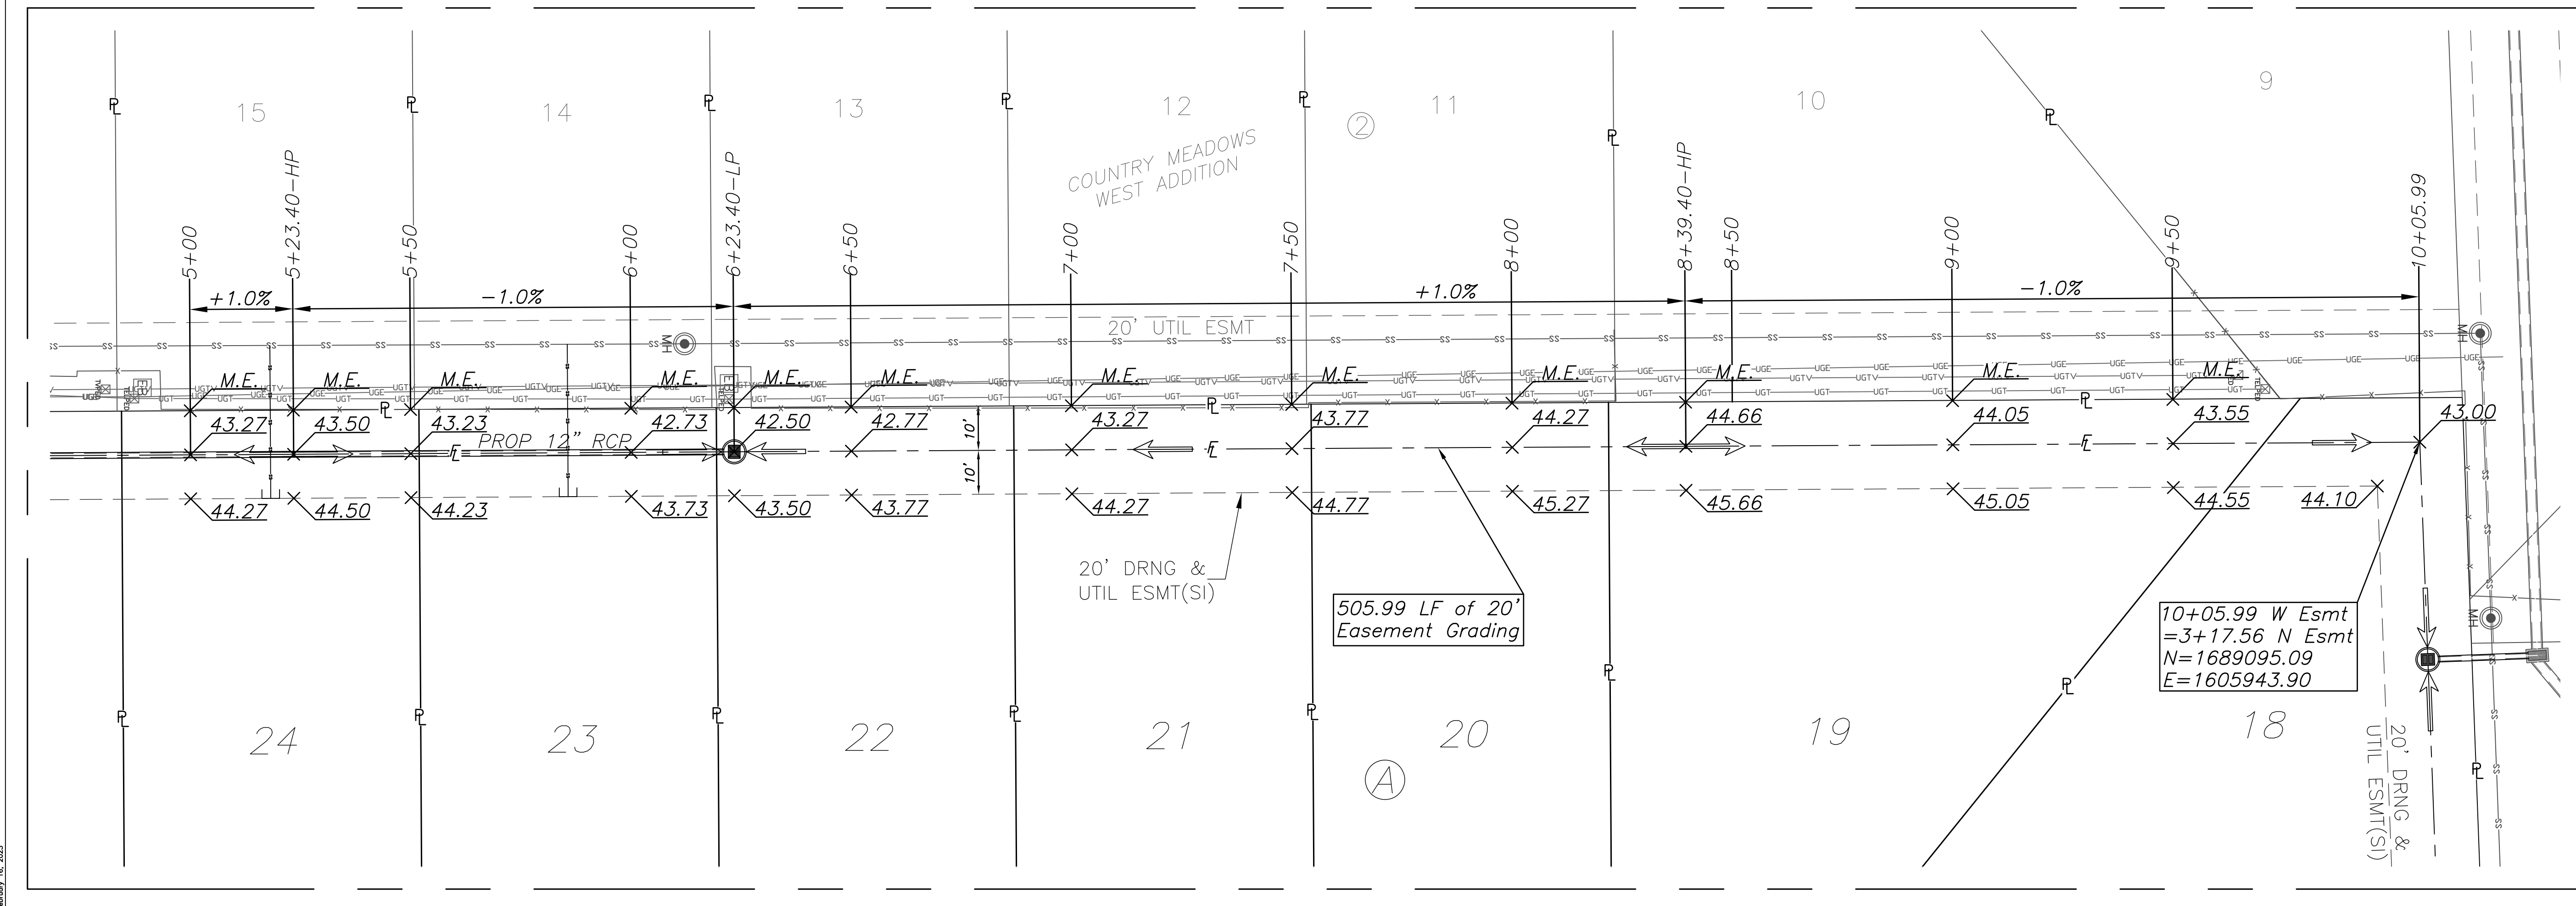 15
14
13
12
2
11
10
9
COUNTRY MEADOWS
WEST ADDITION
5+00
5+23.40-HP
5+50
6+00
6+23.40-LP
6+50
7+00
7+50
8+00
8+39.40-HP
8+50
9+00
9+50
10+05.99
+1.0%
-1.0%
+1.0%
-1.0%
20' UTIL ESMT
MH
MH
M.E.
M.E.
M.E.
M.E.
M.E.
M.E.
M.E.
M.E.
M.E.
M.E.
M.E.
M.E.
43.27
43.50
43.23
42.73
42.50
42.77
43.27
43.77
44.27
44.66
44.05
43.55
43.00
PROP 12" RCP
10'
10'
44.27
44.50
44.23
43.73
43.50
43.77
44.27
44.77
45.27
45.66
45.05
44.55
44.10
20' DRNG &
UTIL ESMT(SI)
505.99 LF of 20'
Easement Grading
10+05.99 W Esmt
=3+17.56 N Esmt
N=1689095.09
E=1605943.90
MH
24
23
22
21
20
19
18
A
20' DRNG &
UTIL ESMT(SI)